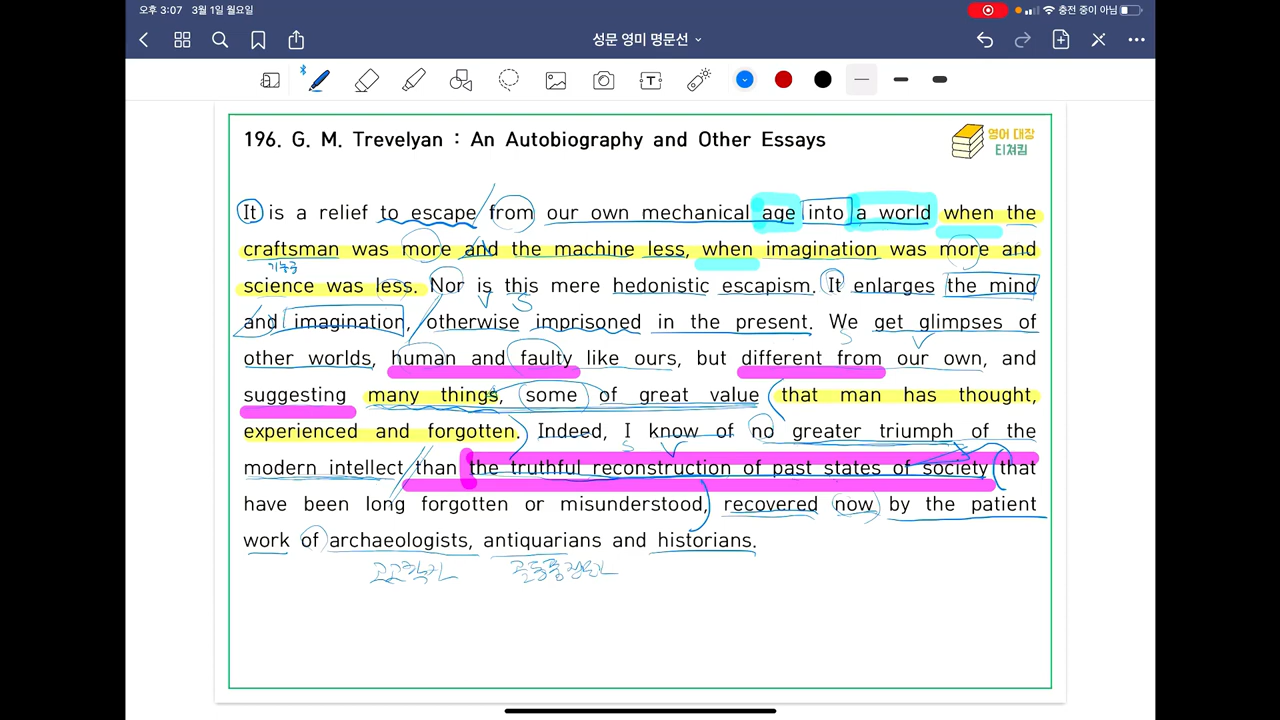 오후 3:07 3월 1일 월요일
충전 중이 아님
성문 영미 명문선
196. G. M. Trevelyan : An Autobiography and Other Essays
영어 대장
티쳐킴
It is a relief to escape from our own mechanical age into a world when the
craftsman was more and the machine less, when imagination was more and
기능공
science was less. Nor is this mere hedonistic escapism. It enlarges the mind
V S
and imagination, otherwise imprisoned in the present. We get glimpses of
S V
other worlds, human and faulty like ours, but different from our own, and
suggesting many things, some of great value that man has thought,
experienced and forgotten. Indeed, I know of no greater triumph of the
S V
modern intellect than the truthful reconstruction of past states of society that
have been long forgotten or misunderstood, recovered now by the patient
work of archaeologists, antiquarians and historians.
고고학자